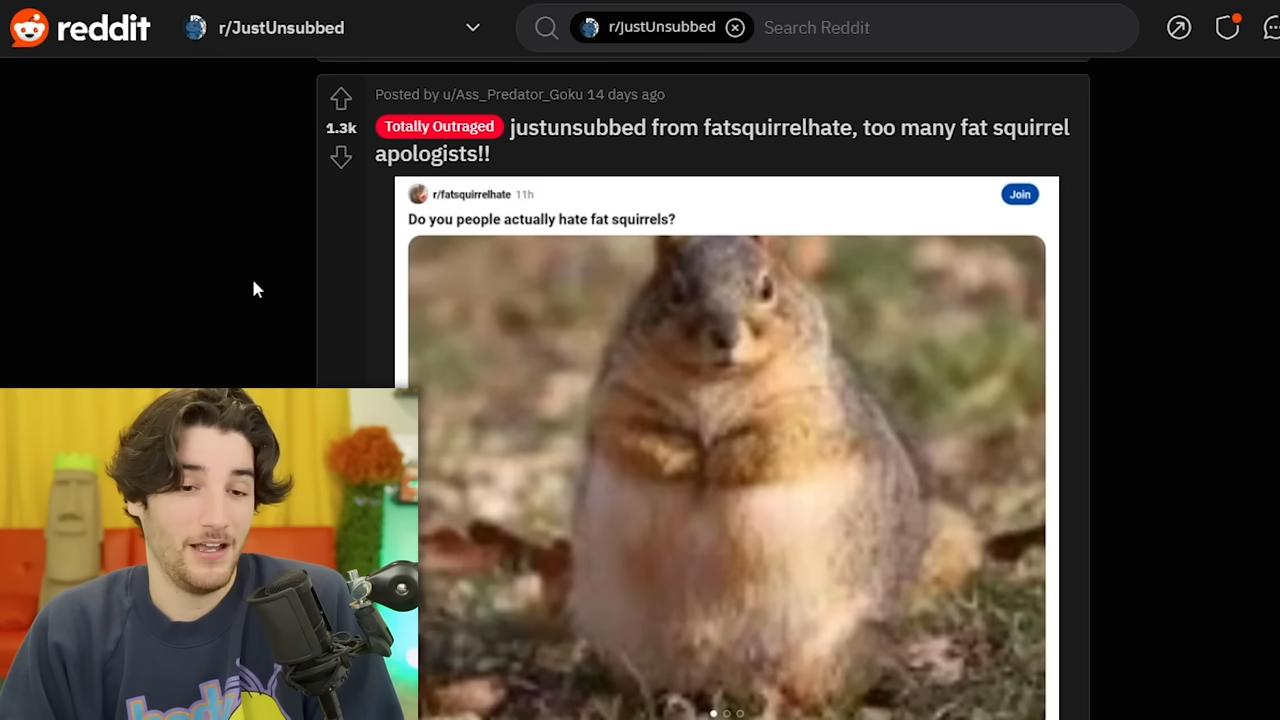 reddit r/JustUnsubbed r/JustUnsubbed Search Reddit
Posted by u/Ass_Predator_Goku 14 days ago
1.3k Totally Outraged justunsubbed from fatsquirrelhate, too many fat squirrel
apologists!!
r/fatsquirrelhate 11h Join
Do you people actually hate fat squirrels?